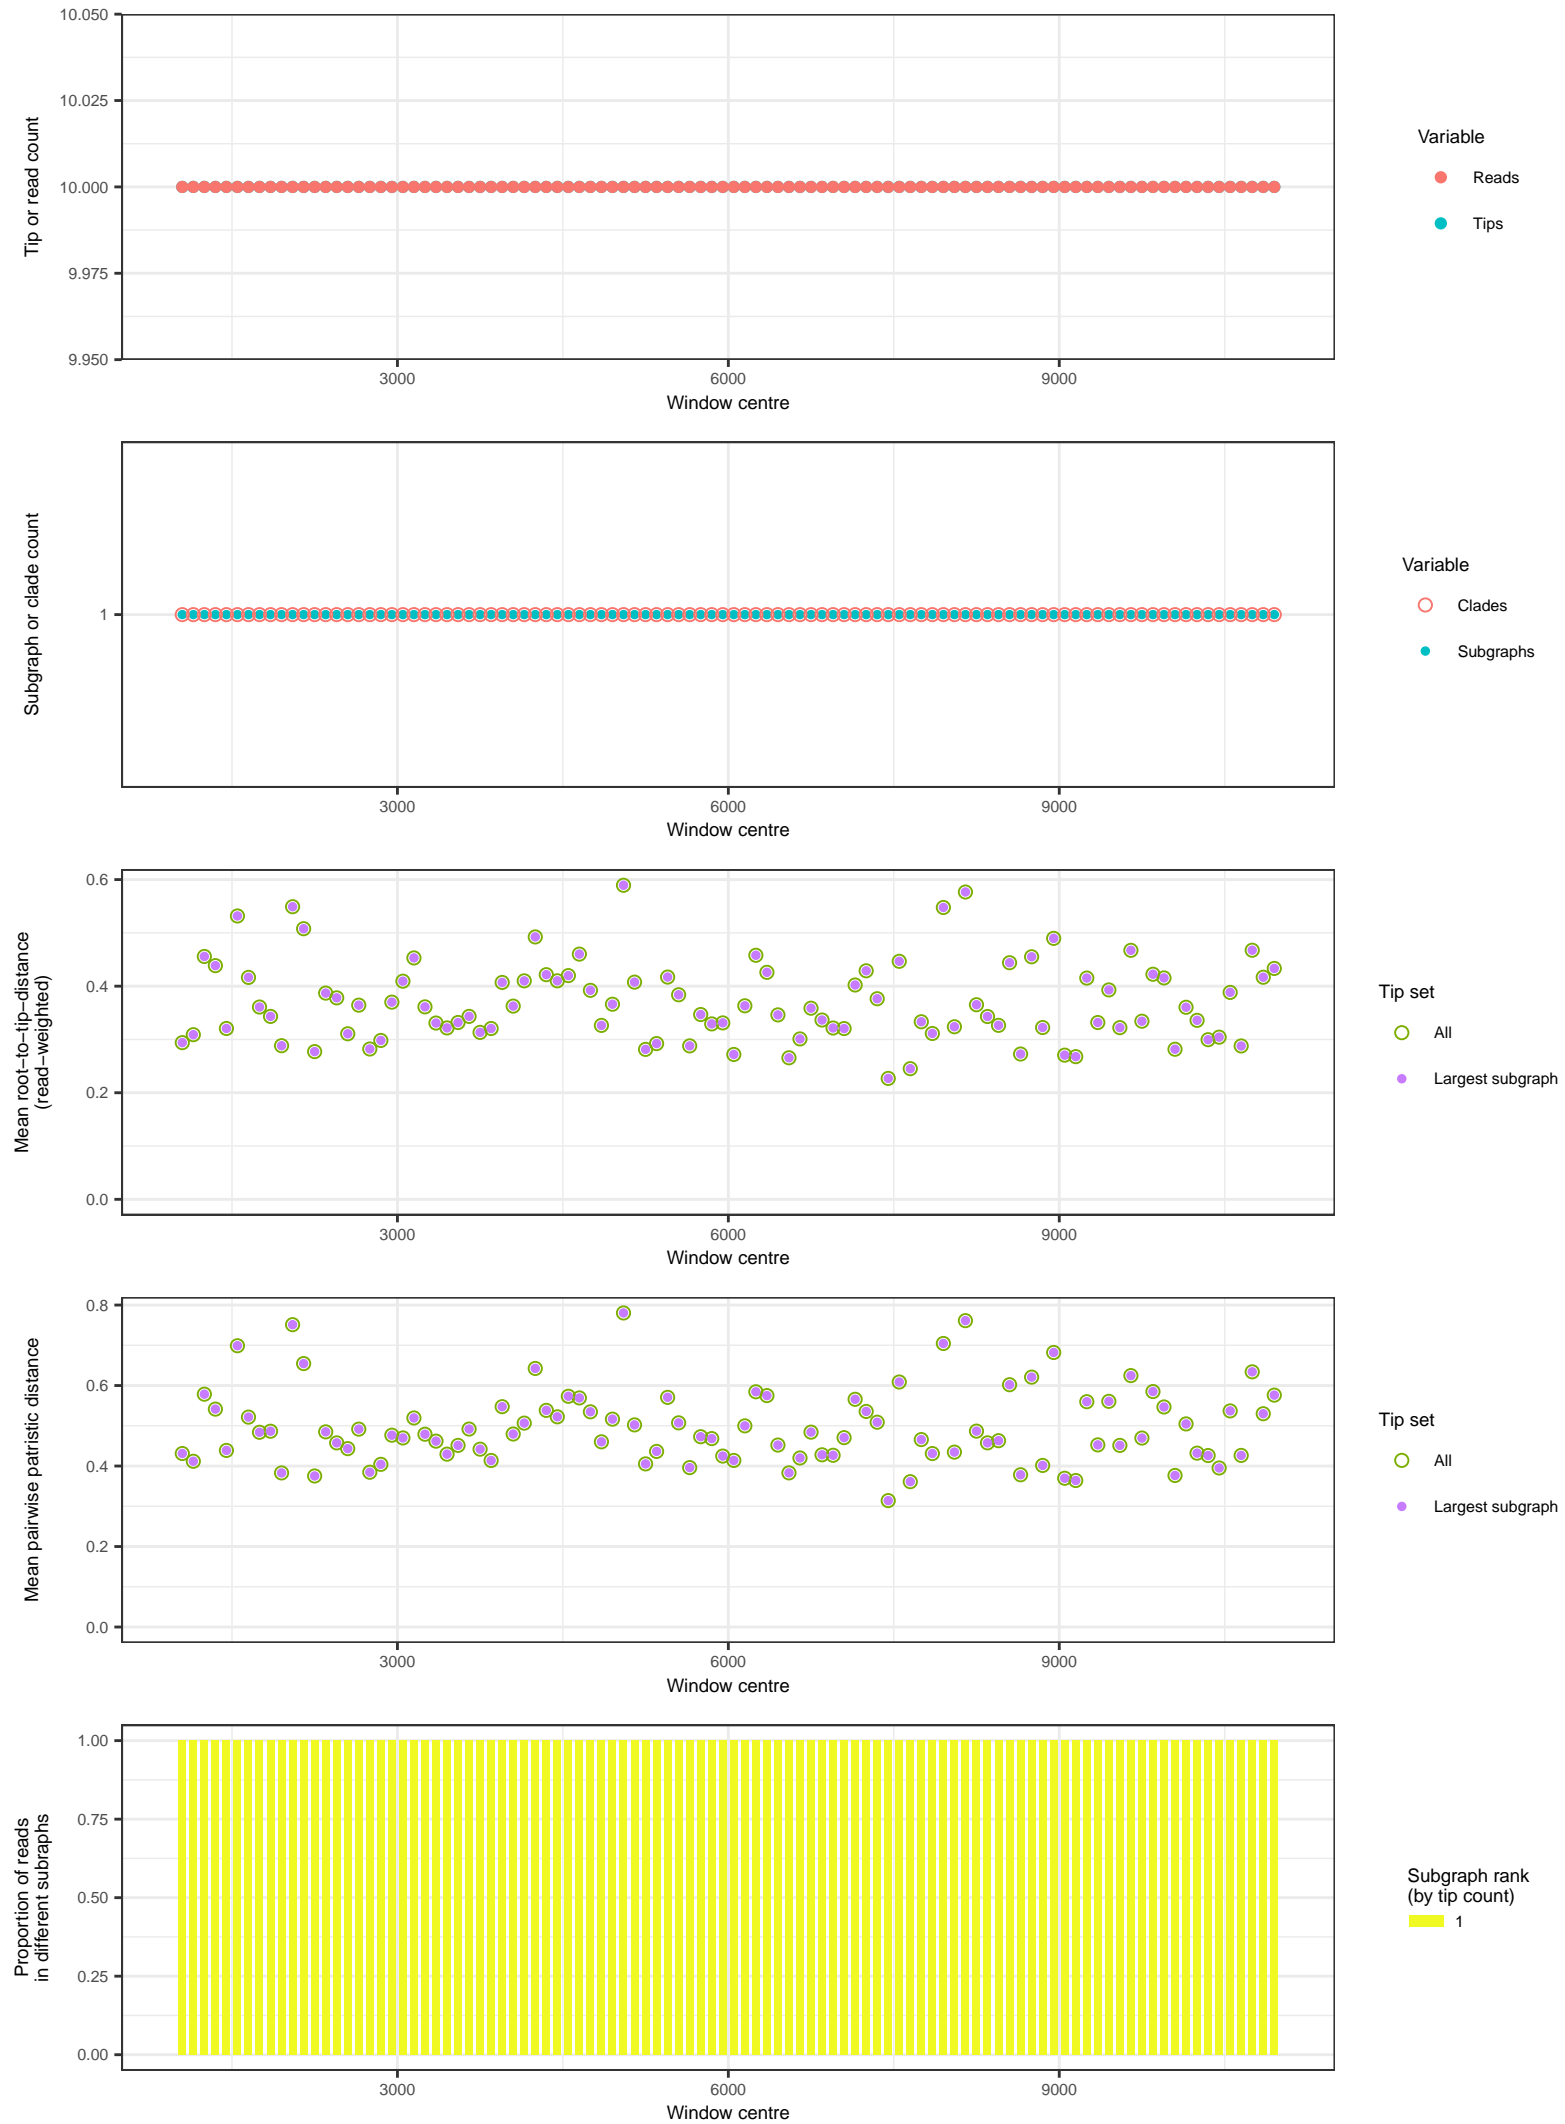 10.050
10.025
10.000
9.975
9.950
Tip or read count
3000 6000 9000
Window centre
Variable
Reads
Tips
1
Subgraph or clade count
3000 6000 9000
Window centre
Variable
Clades
Subgraphs
0.6
0.4
0.2
0.0
Mean root−to−tip−distance
(read−weighted)
3000 6000 9000
Window centre
Tip set
All
Largest subgraph
0.8
0.6
0.4
0.2
0.0
Mean pairwise patristic distance
3000 6000 9000
Window centre
Tip set
All
Largest subgraph
1.00
0.75
0.50
0.25
0.00
Proportion of reads
in different subraphs
3000 6000 9000
Window centre
Subgraph rank
(by tip count)
1